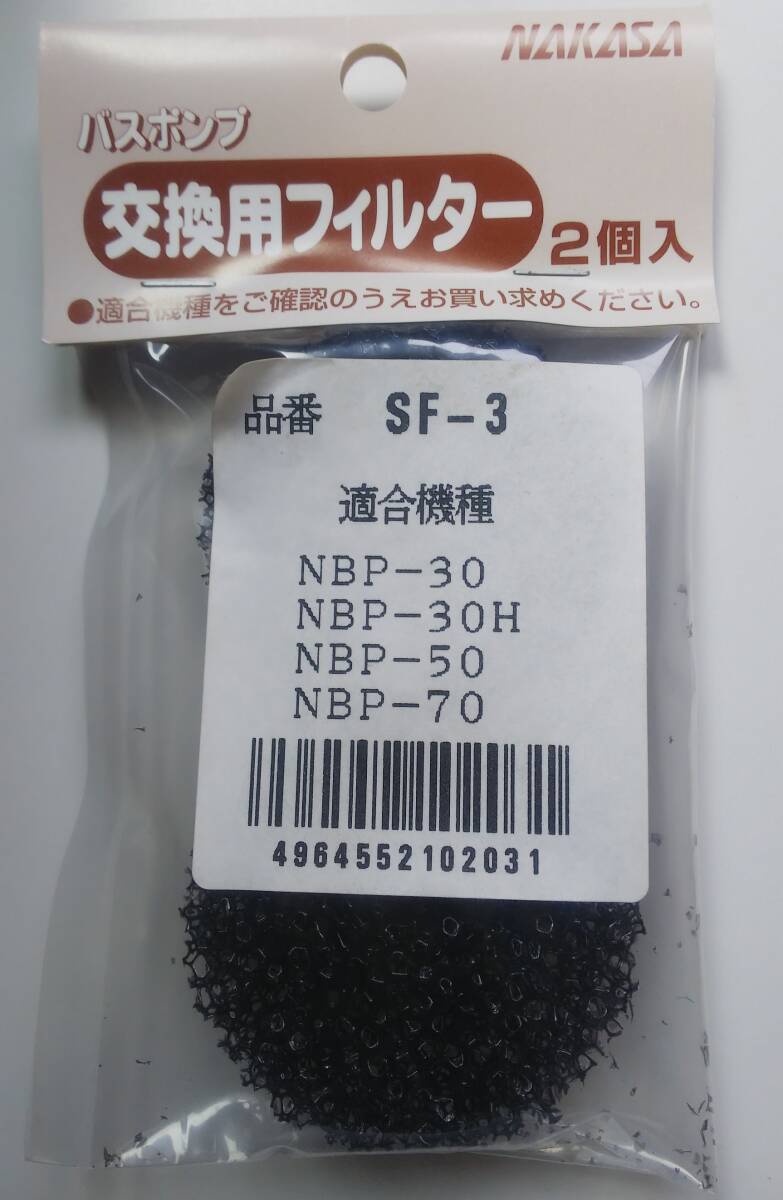 NAKASA
バスポンプ
交換用フィルター 2個入
●適合機種をご確認のうえお買い求めください。
品番 SF-3
適合機種
NBP-30
NBP-30H
NBP-50
NBP-70
4964552102031